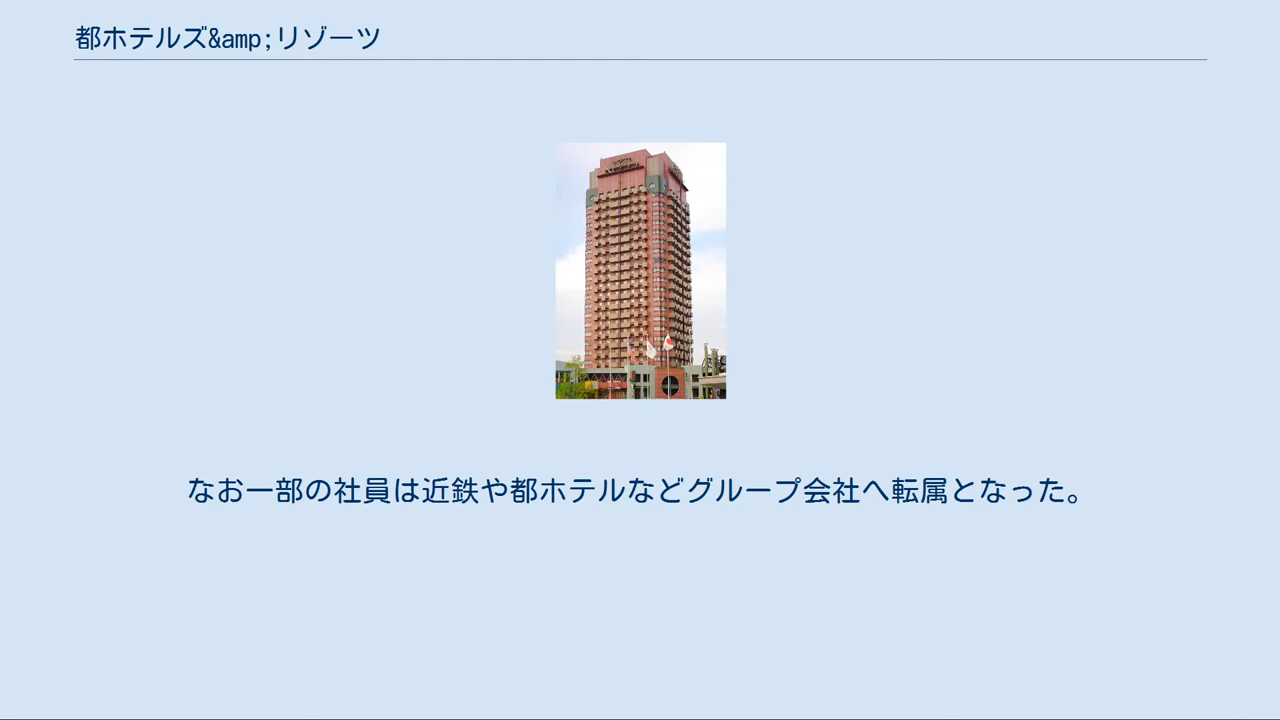 都ホテルズ&amp;リゾーツ
なお一部の社員は近鉄や都ホテルなどグループ会社へ転属となった。